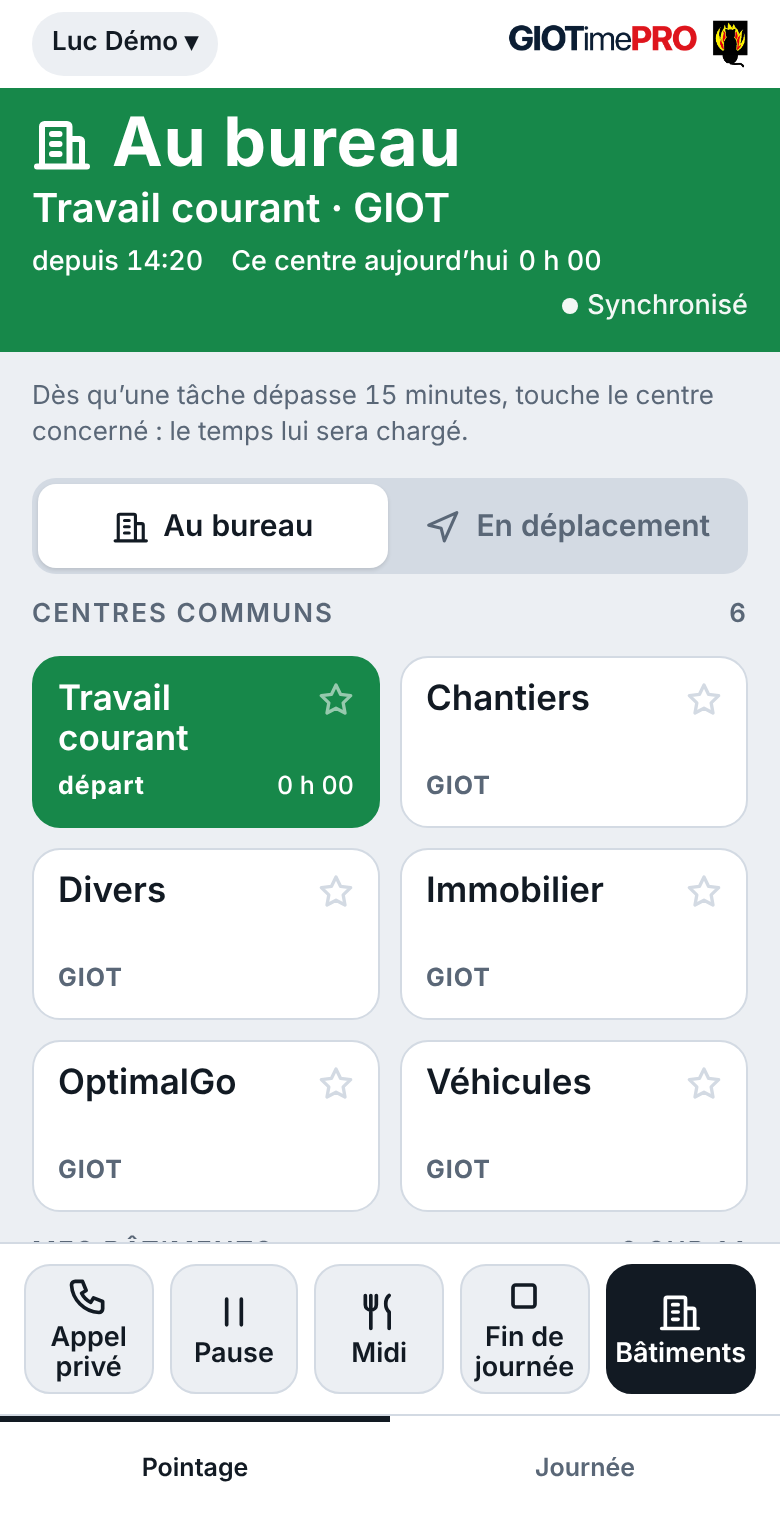 Luc Démo ▾
GIOTimePRO
Au bureau
Travail courant · GIOT
depuis 14:20 Ce centre aujourd’hui 0 h 00
Synchronisé
Dès qu’une tâche dépasse 15 minutes, touche le centre
concerné : le temps lui sera chargé.
Au bureau
En déplacement
CENTRES COMMUNS 6
Travail
courant
départ 0 h 00
Chantiers
GIOT
Divers
GIOT
Immobilier
GIOT
OptimalGo
GIOT
Véhicules
GIOT
Appel
privé
Pause
Midi
Fin de
journée
Bâtiments
Pointage
Journée